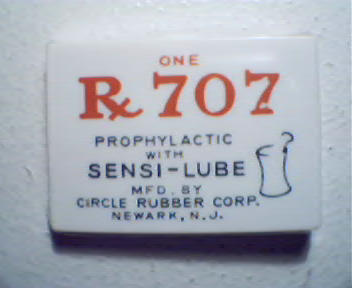 ONE
℞ 707
PROPHYLACTIC
WITH
SENSI-LUBE
MFD. BY
CIRCLE RUBBER CORP.
NEWARK, N.J.